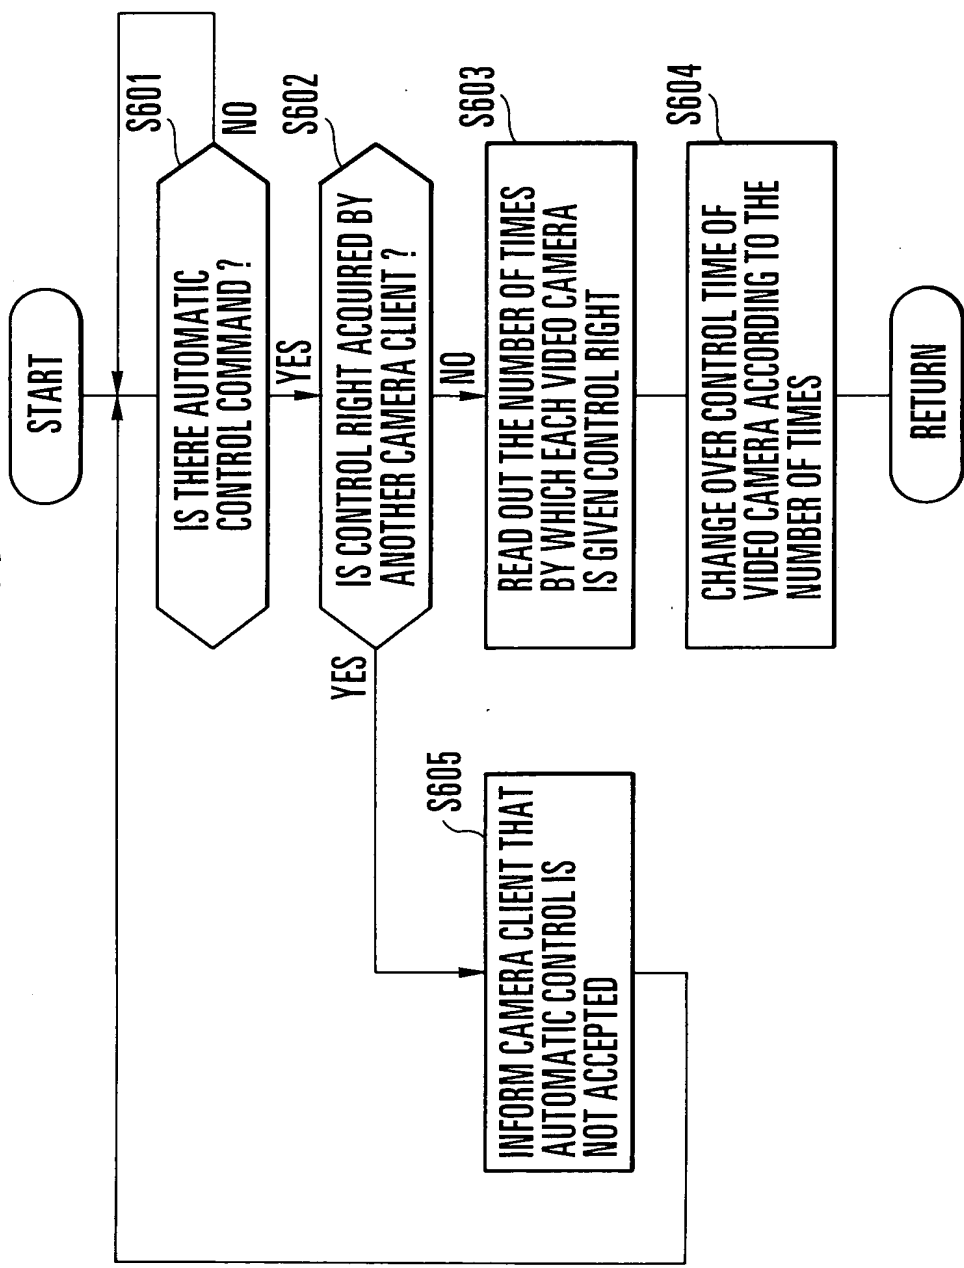 START
S601
IS THERE AUTOMATIC
CONTROL COMMAND ?
NO
YES
S602
IS CONTROL RIGHT ACQUIRED BY
ANOTHER CAMERA CLIENT ?
YES
NO
S603
READ OUT THE NUMBER OF TIMES
BY WHICH EACH VIDEO CAMERA
IS GIVEN CONTROL RIGHT
S605
INFORM CAMERA CLIENT THAT
AUTOMATIC CONTROL IS
NOT ACCEPTED
S604
CHANGE OVER CONTROL TIME OF
VIDEO CAMERA ACCORDING TO THE
NUMBER OF TIMES
RETURN